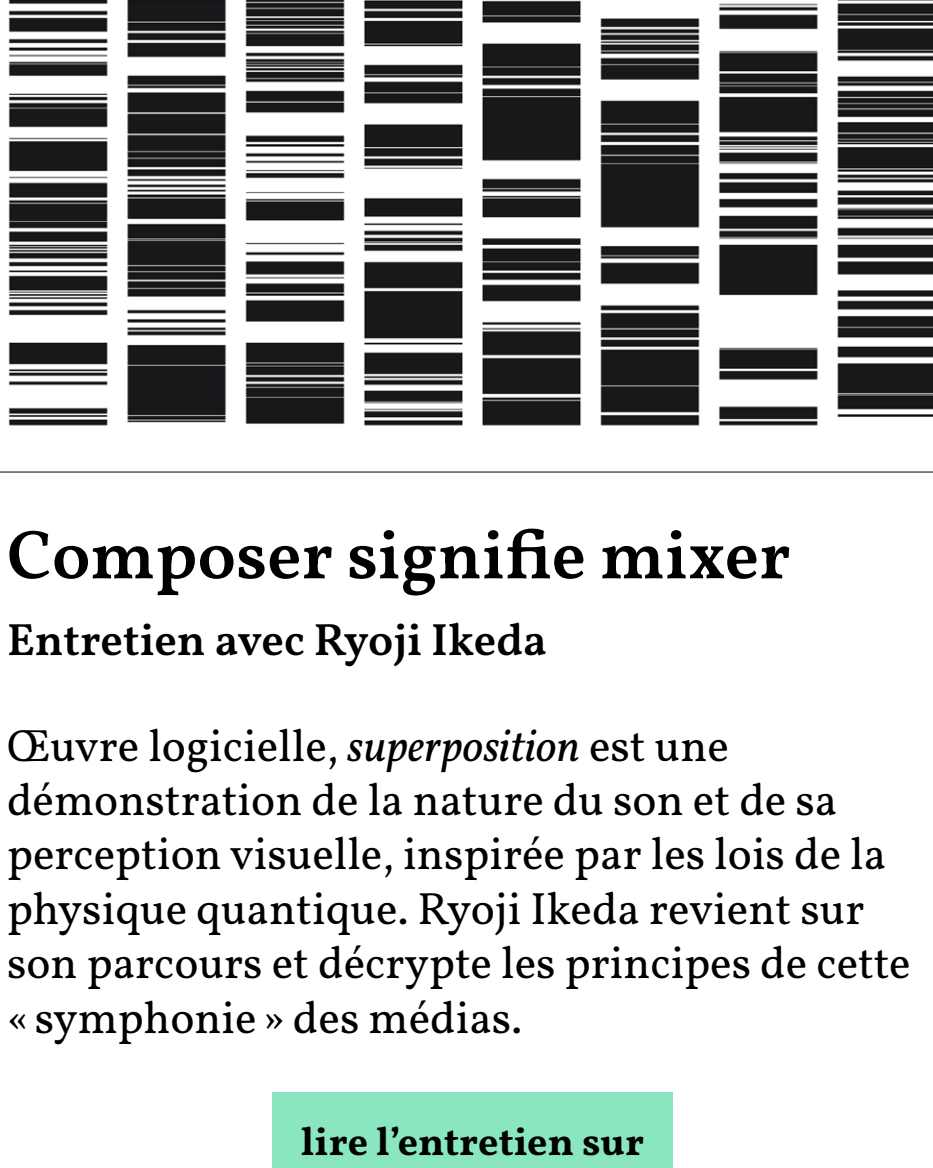 Composer signifie mixer
Entretien avec Ryoji Ikeda
Œuvre logicielle, superposition est une
démonstration de la nature du son et de sa
perception visuelle, inspirée par les lois de la
physique quantique. Ryoji Ikeda revient sur
son parcours et décrypte les principes de cette
« symphonie » des médias.
lire l’entretien sur